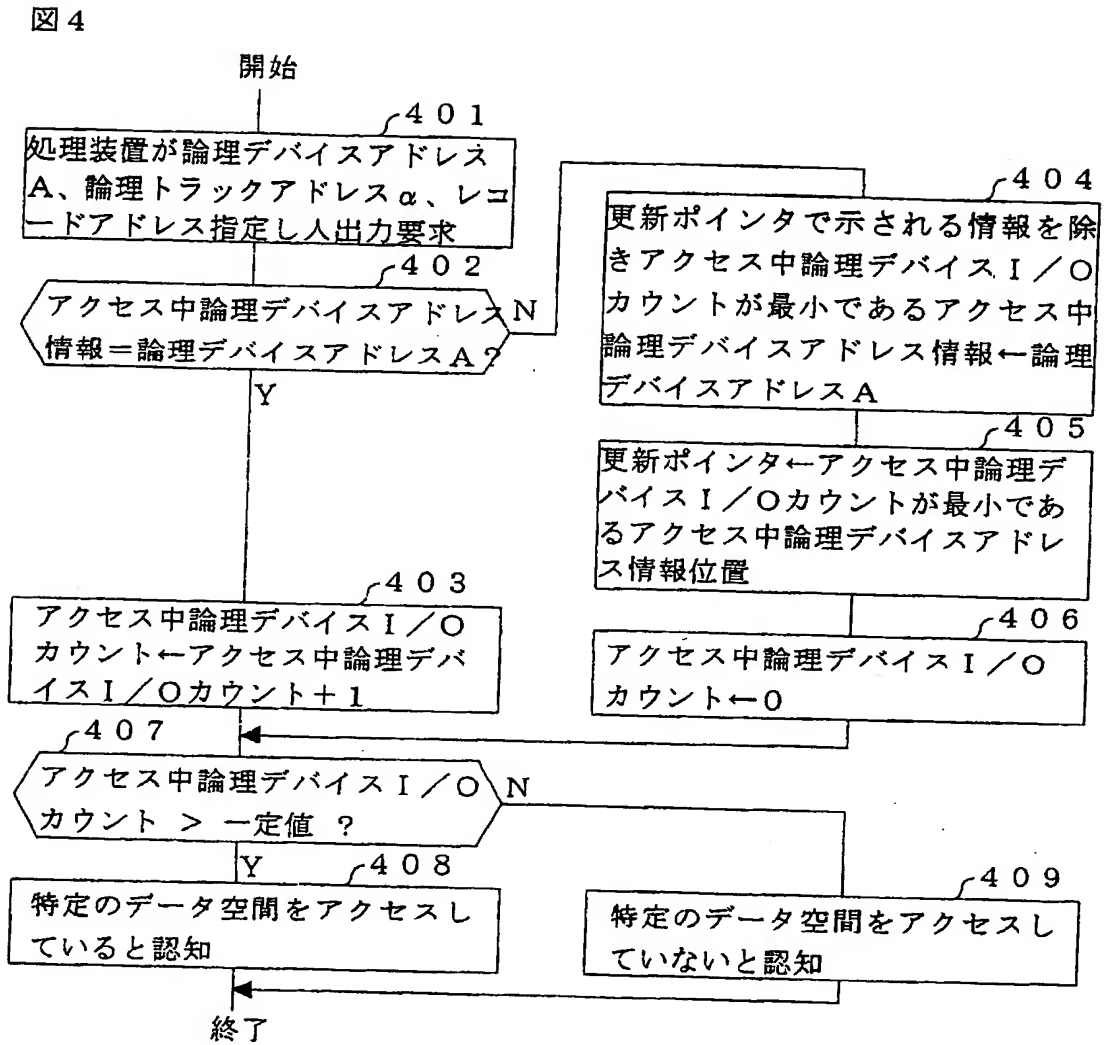 図4
開始
401
処理装置が論理デバイスアドレス
A、論理トラックアドレスα、レコ
ードアドレス指定し人出力要求
402
アクセス中論理デバイスアドレス
情報=論理デバイスアドレスA?
N
Y
404
更新ポインタで示される情報を除
きアクセス中論理デバイスI/O
カウントが最小であるアクセス中
論理デバイスアドレス情報←論理
デバイスアドレスA
405
更新ポインタ←アクセス中論理デ
バイスI/Oカウントが最小であ
るアクセス中論理デバイスアドレ
ス情報位置
403
アクセス中論理デバイスI/O
カウント←アクセス中論理デバ
イスI/Oカウント+1
406
アクセス中論理デバイスI/O
カウント←0
407
アクセス中論理デバイスI/O
カウント > 一定値 ?
N
Y
408
特定のデータ空間をアクセスし
ていると認知
409
特定のデータ空間をアクセスし
ていないと認知
終了